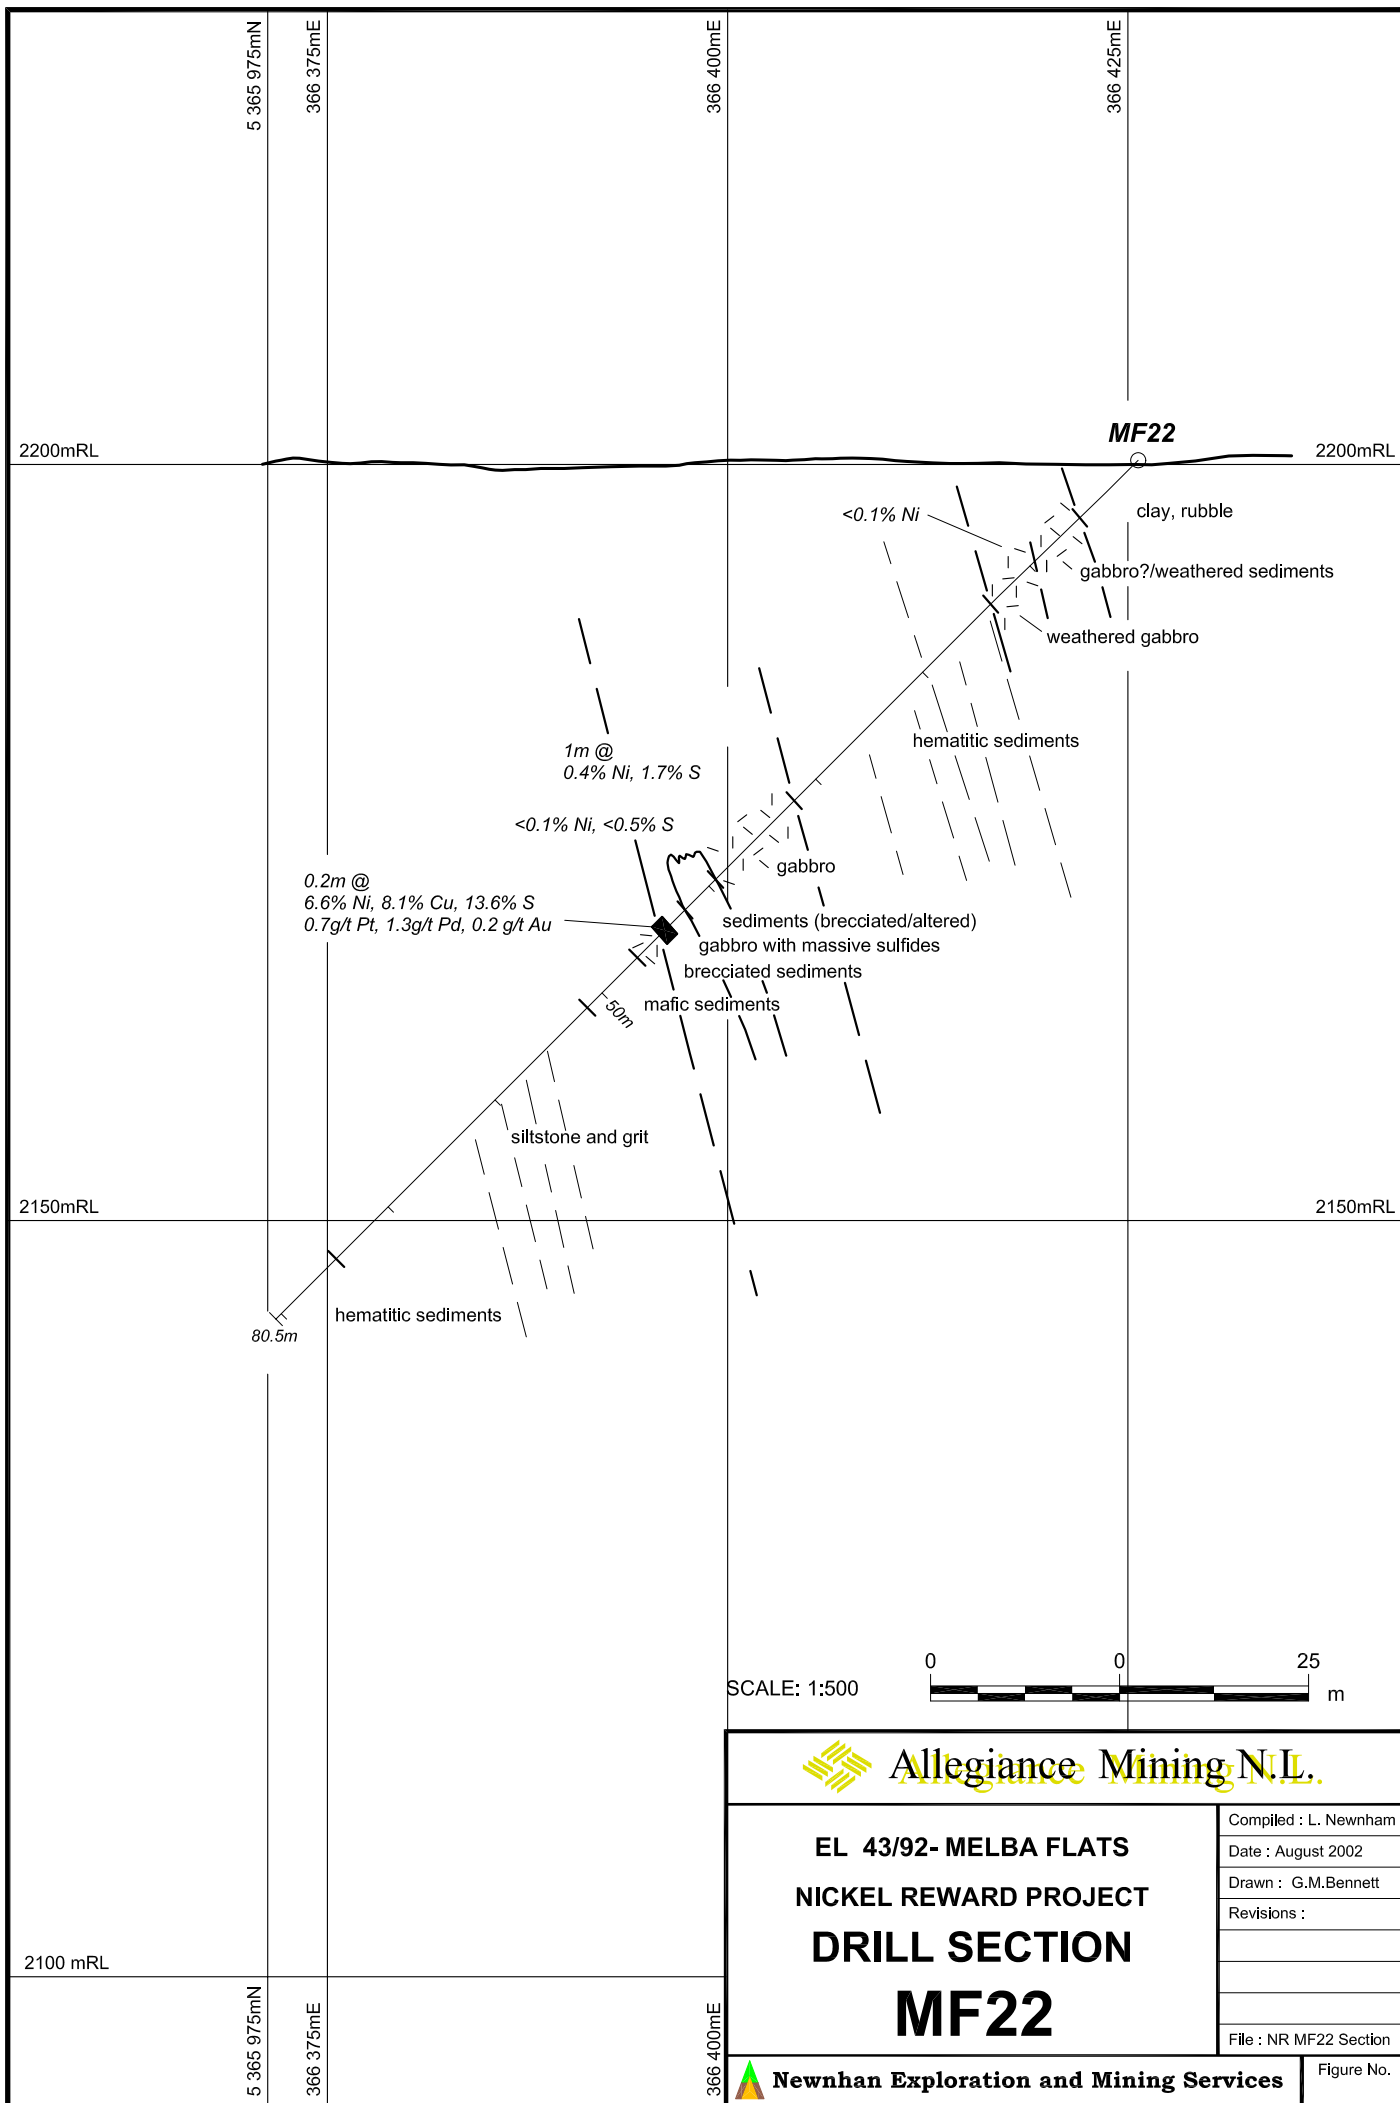 5 365 975mN
366 375mE
366 400mE
366 425mE
MF22
2200mRL
2200mRL
<0.1% Ni
clay, rubble
gabbro?/weathered sediments
weathered gabbro
hematitic sediments
1m @
0.4% Ni, 1.7% S
<0.1% Ni, <0.5% S
gabbro
0.2m @
6.6% Ni, 8.1% Cu, 13.6% S
0.7g/t Pt, 1.3g/t Pd, 0.2 g/t Au
sediments (brecciated/altered)
gabbro with massive sulfides
brecciated sediments
mafic sediments
50m
siltstone and grit
2150mRL
2150mRL
hematitic sediments
80.5m
0 0 25
SCALE: 1:500
m
Allegiance Mining N.L.
EL 43/92- MELBA FLATS
NICKEL REWARD PROJECT
DRILL SECTION
MF22
Compiled : L. Newnham
Date : August 2002
Drawn : G.M.Bennett
Revisions :
File : NR MF22 Section
2100 mRL
5 365 975mN
366 375mE
366 400mE
Newnhan Exploration and Mining Services
Figure No.